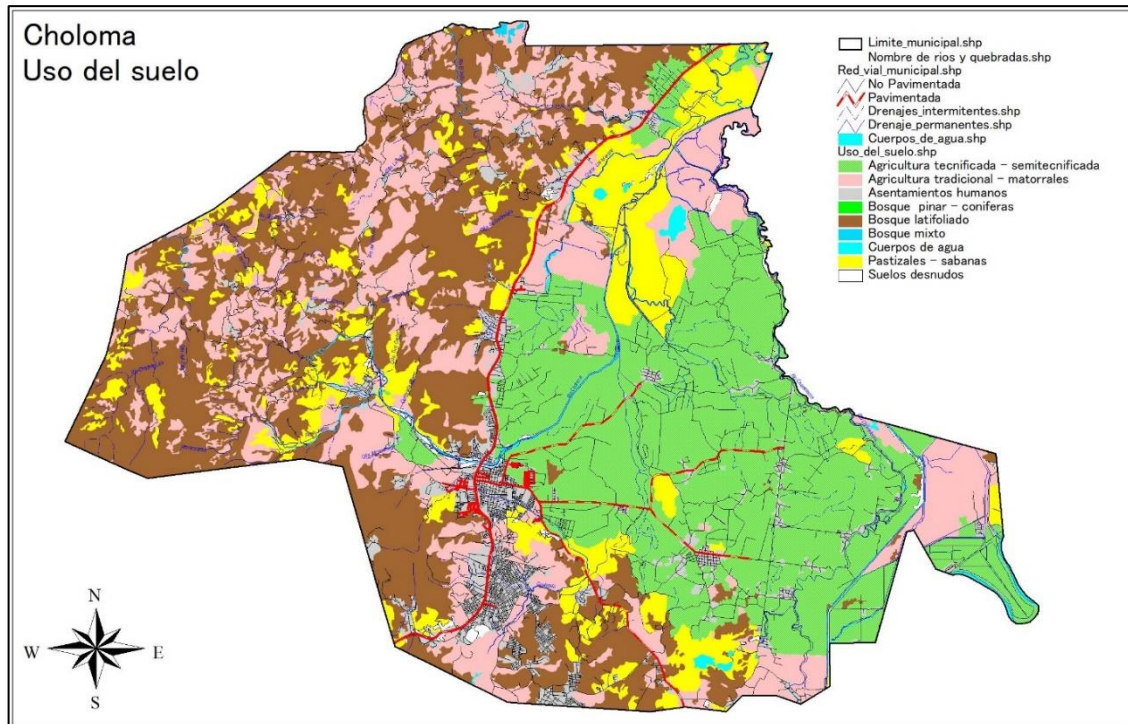 Choloma
Uso del suelo
Limite_municipal.shp
Nombre de rios y quebradas.shp
Red_vial_municipal.shp
No Pavimentada
Pavimentada
Drenajes_intermitentes.shp
Drenaje_permanentes.shp
Cuerpos_de_agua.shp
Uso_del_suelo.shp
Agricultura tecnificada - semitecnificada
Agricultura tradicional - matorrales
Asentamientos humanos
Bosque pinar - coniferas
Bosque latifoliado
Bosque mixto
Cuerpos de agua
Pastizales - sabanas
Suelos desnudos
N
W E
S